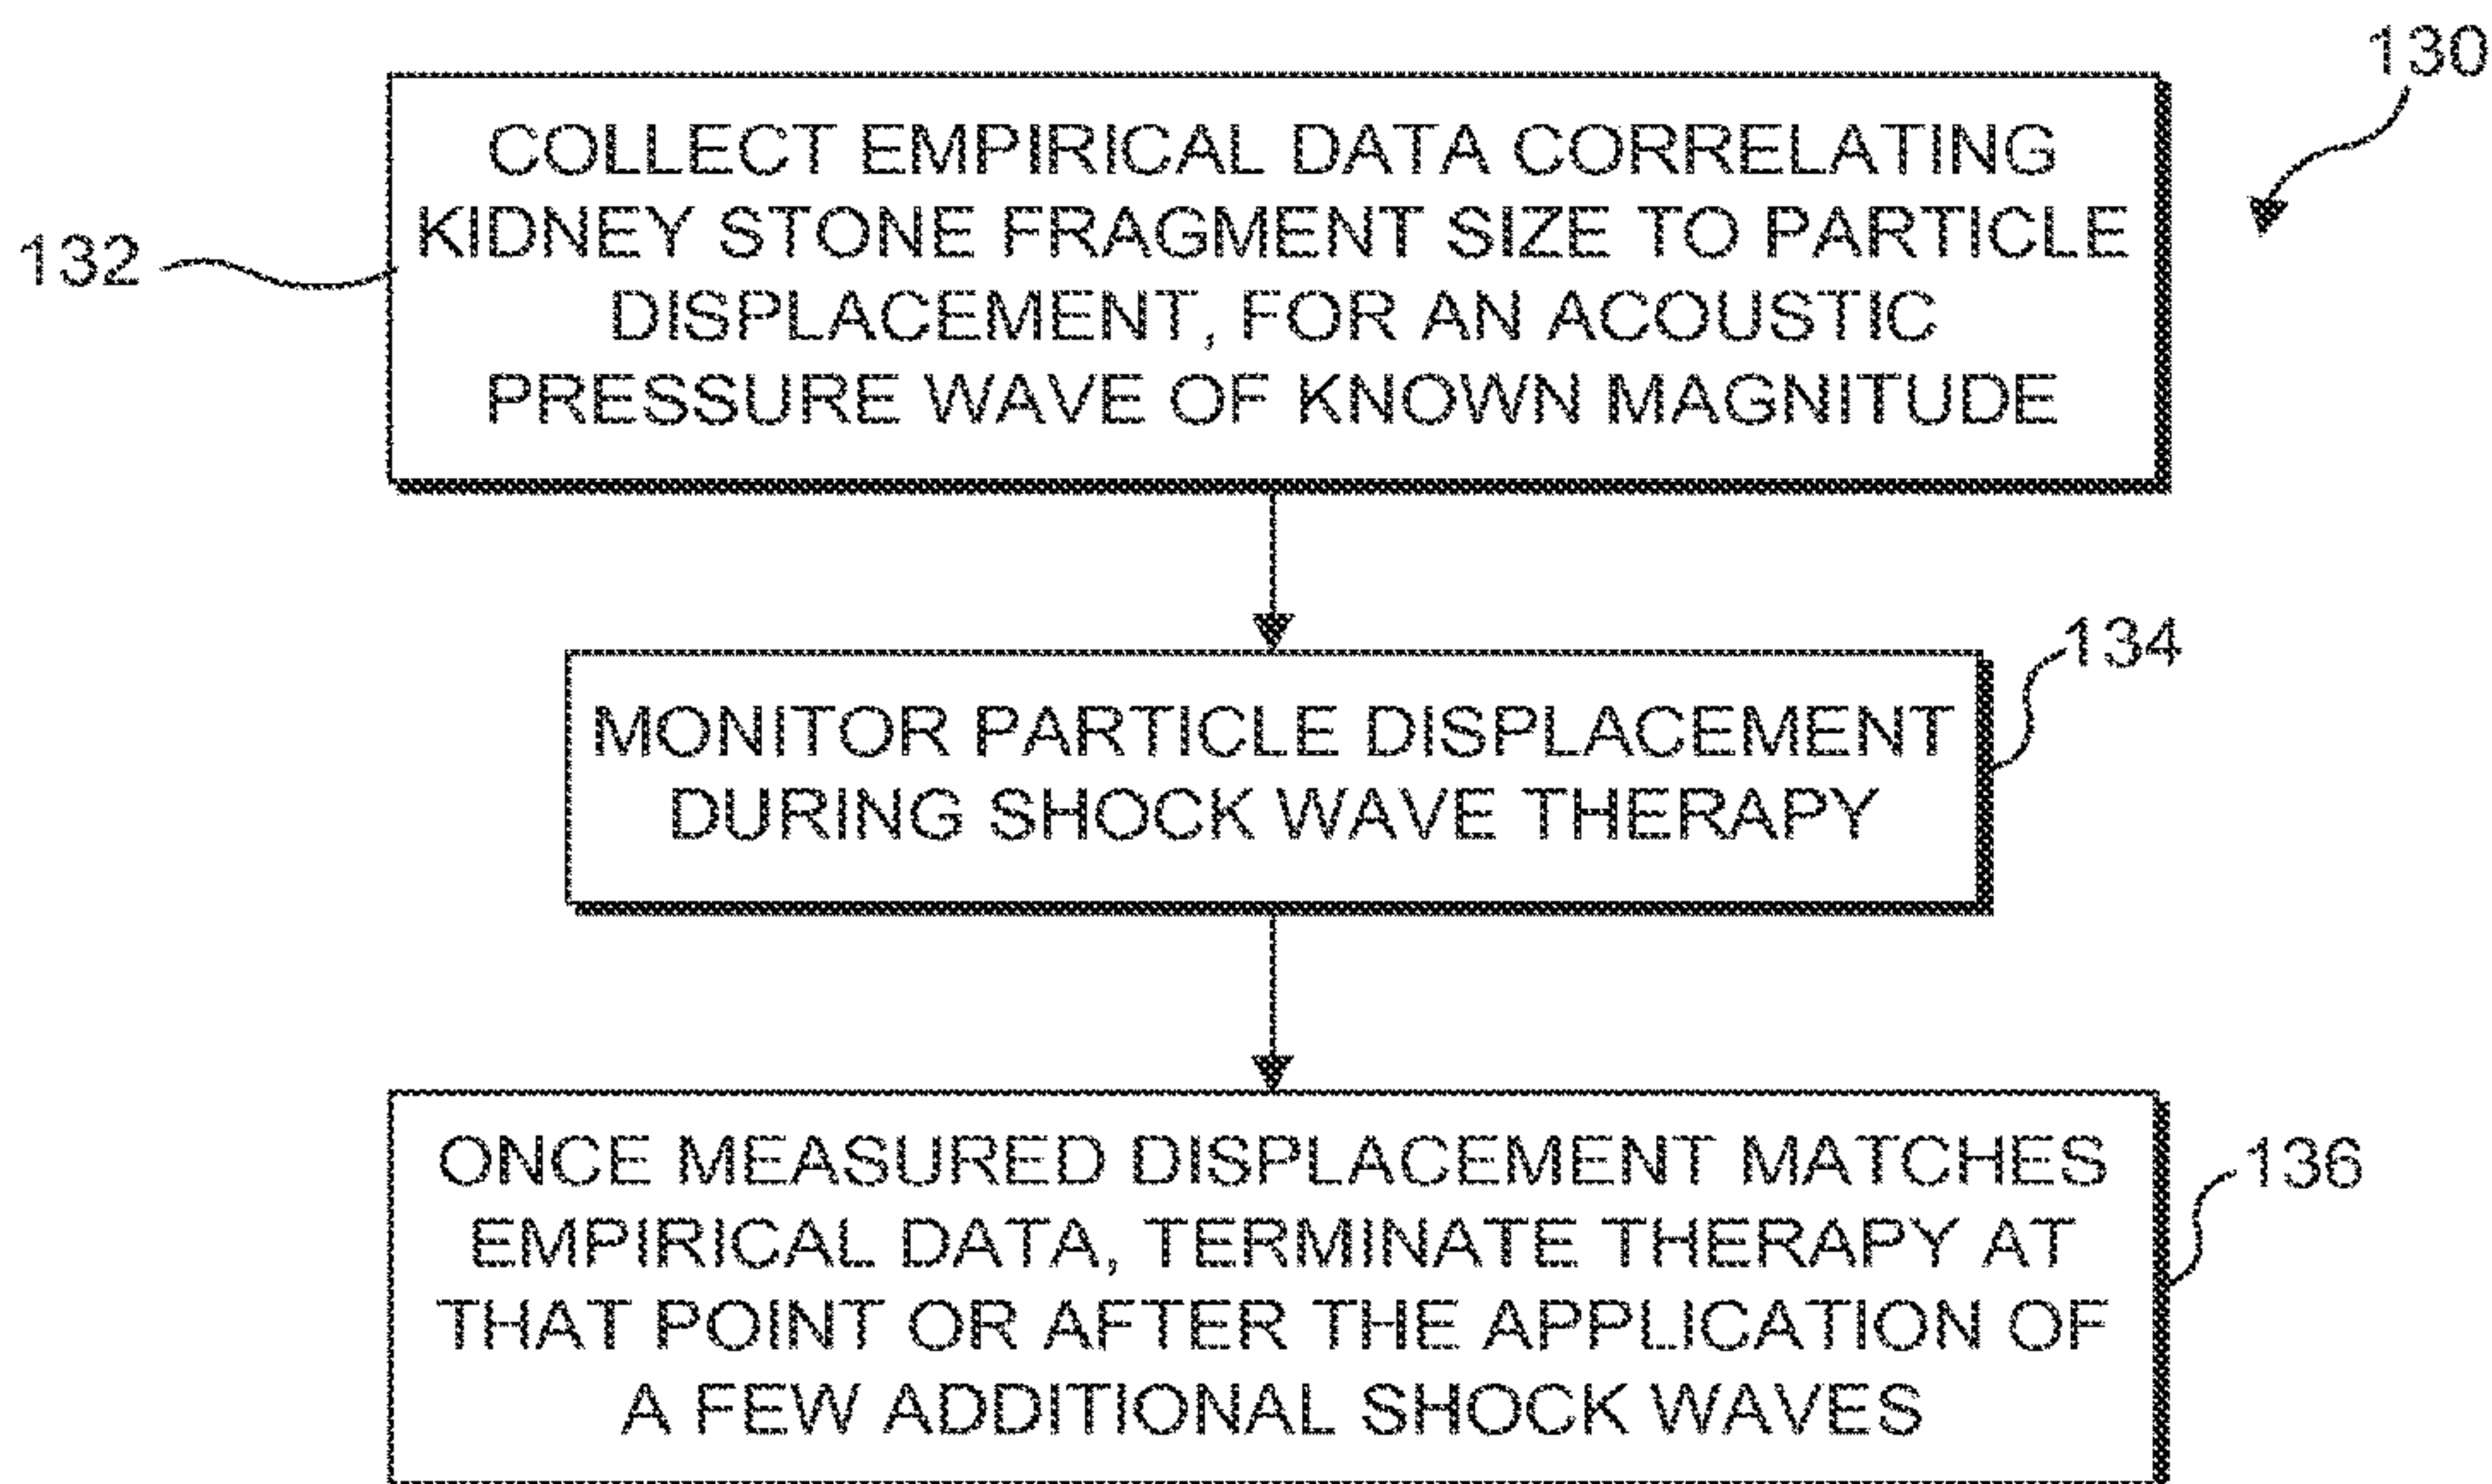 130
132
COLLECT EMPIRICAL DATA CORRELATING
KIDNEY STONE FRAGMENT SIZE TO PARTICLE
DISPLACEMENT, FOR AN ACOUSTIC
PRESSURE WAVE OF KNOWN MAGNITUDE
134
MONITOR PARTICLE DISPLACEMENT
DURING SHOCK WAVE THERAPY
136
ONCE MEASURED DISPLACEMENT MATCHES
EMPIRICAL DATA, TERMINATE THERAPY AT
THAT POINT OR AFTER THE APPLICATION OF
A FEW ADDITIONAL SHOCK WAVES